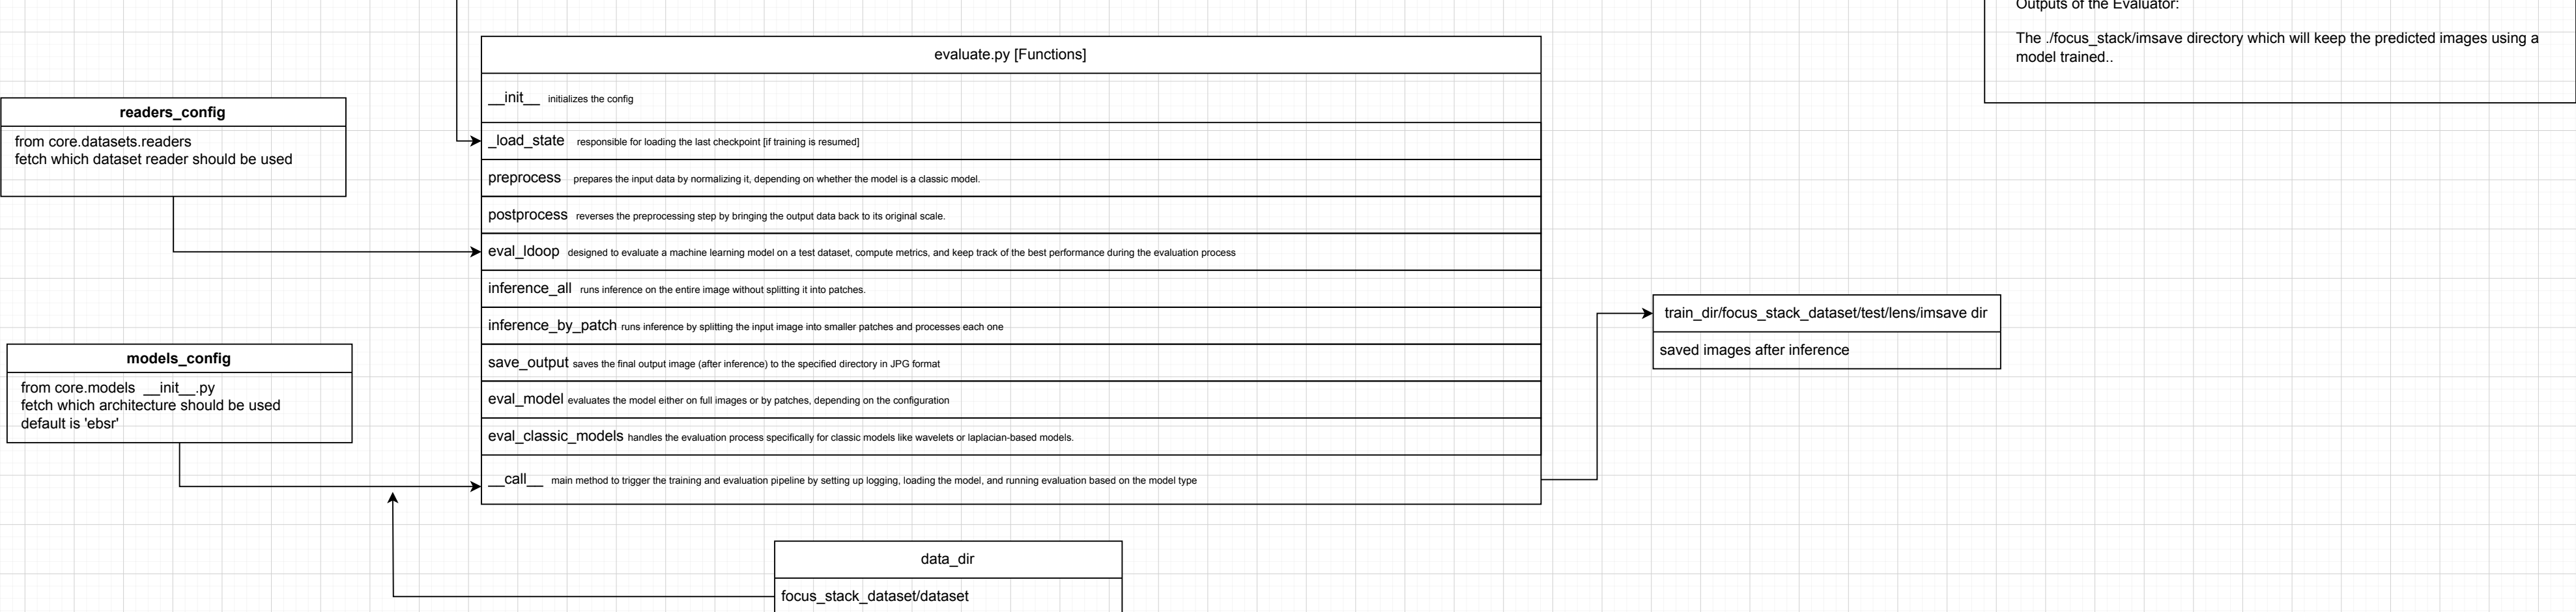 Outputs of the Evaluator:
The ./focus_stack/imsave directory which will keep the predicted images using a
model trained..
evaluate.py [Functions]
__init__ initializes the config
_load_state responsible for loading the last checkpoint [if training is resumed]
preprocess prepares the input data by normalizing it, depending on whether the model is a classic model.
postprocess reverses the preprocessing step by bringing the output data back to its original scale.
eval_ldoop designed to evaluate a machine learning model on a test dataset, compute metrics, and keep track of the best performance during the evaluation process
inference_all runs inference on the entire image without splitting it into patches.
inference_by_patch runs inference by splitting the input image into smaller patches and processes each one
save_output saves the final output image (after inference) to the specified directory in JPG format
eval_model evaluates the model either on full images or by patches, depending on the configuration
eval_classic_models handles the evaluation process specifically for classic models like wavelets or laplacian-based models.
__call__ main method to trigger the training and evaluation pipeline by setting up logging, loading the model, and running evaluation based on the model type
readers_config
from core.datasets.readers
fetch which dataset reader should be used
models_config
from core.models __init__.py
fetch which architecture should be used
default is 'ebsr'
train_dir/focus_stack_dataset/test/lens/imsave dir
saved images after inference
data_dir
focus_stack_dataset/dataset